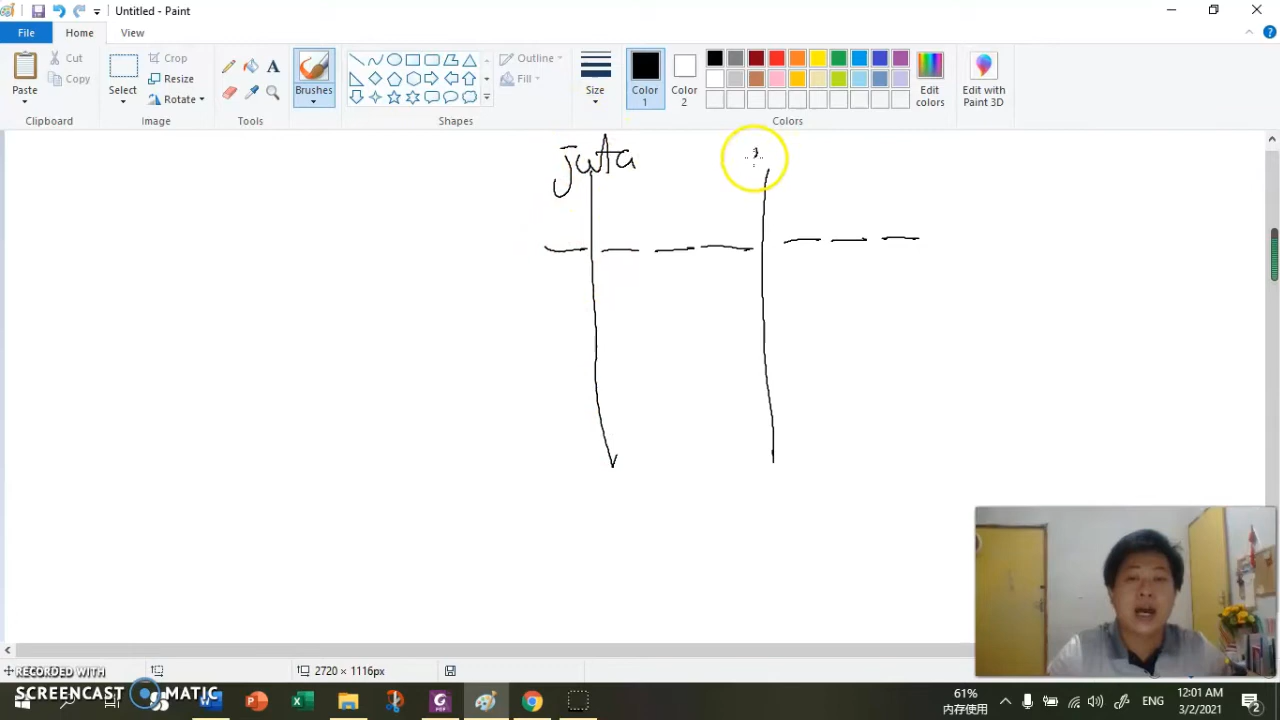 Untitled - Paint
File Home View
Paste
Cut
Copy
Clipboard
Select
Crop
Resize
Rotate
Image
Tools
Brushes
Shapes
Outline
Fill
Size
Color 1
Color 2
Edit colors
Colors
Edit with Paint 3D
juta
2720 × 1116px
RECORDED WITH
SCREENCAST MATIC
61%
内存使用
ENG
12:01 AM
3/2/2021
2